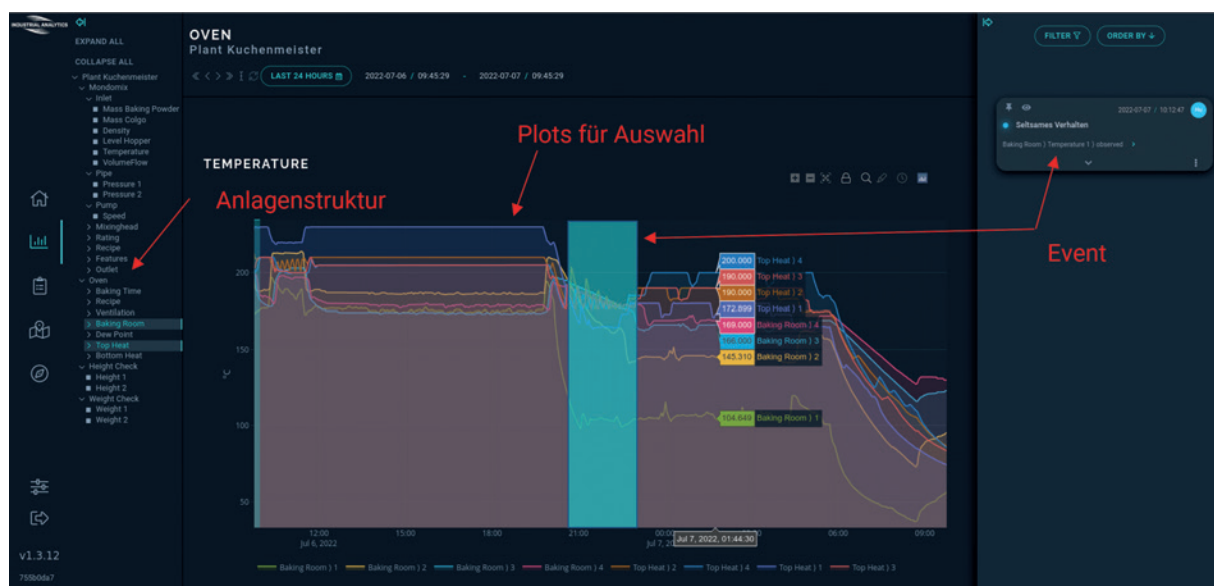 INDUSTRIAL ANALYTICS
EXPAND ALL
COLLAPSE ALL
Plant Kuchenmeister
Mondomix
Inlet
Mass Baking Powder
Mass Colgo
Density
Level Hopper
Temperature
VolumeFlow
Pipe
Pressure 1
Pressure 2
Pump
Speed
Mixinghead
Rating
Recipe
Features
Outlet
Oven
Baking Time
Recipe
Ventilation
Baking Room
Dew Point
Top Heat
Bottom Heat
Height Check
Height 1
Height 2
Weight Check
Weight 1
Weight 2
v1.3.12
755b0da7
Anlagenstruktur
OVEN
Plant Kuchenmeister
LAST 24 HOURS
2022-07-06 / 09:45:29 - 2022-07-07 / 09:45:29
Plots für Auswahl
TEMPERATURE
°C
200
150
100
50
200.000 Top Heat ) 4
190.000 Top Heat ) 3
190.000 Top Heat ) 2
172.899 Top Heat ) 1
169.000 Baking Room ) 4
166.000 Baking Room ) 3
145.310 Baking Room ) 2
104.649 Baking Room ) 1
12:00 15:00 18:00 21:00 00:00 06:00 09:00
Jul 6, 2022
Jul 7, 2022, 01:44:30
Baking Room ) 1 Baking Room ) 2 Baking Room ) 3 Baking Room ) 4 Top Heat ) 2 Top Heat ) 4 Top Heat ) 1 Top Heat ) 3
FILTER ORDER BY
2022-07-07 / 10:12:47
Seltsames Verhalten
Baking Room ) Temperature 1 ) observed
Event